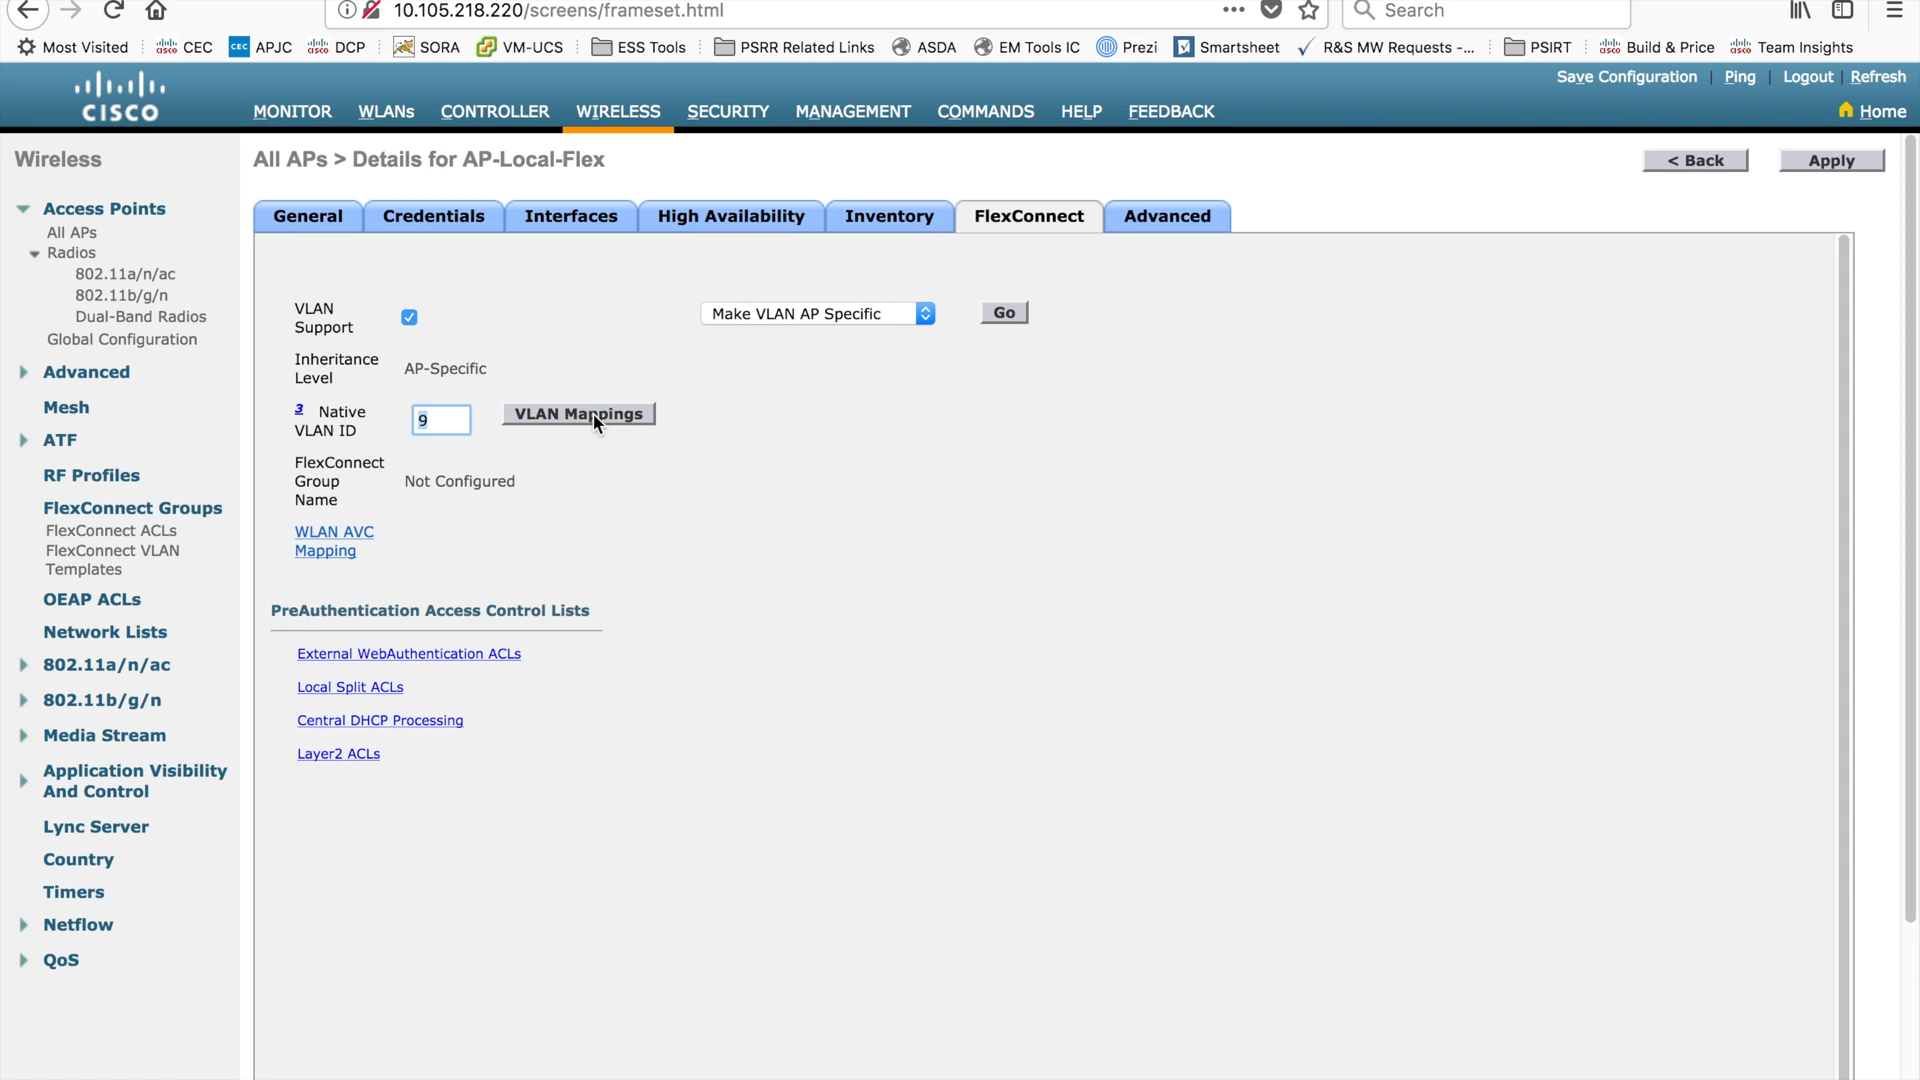 10.105.218.220/screens/frameset.html
Search
Most Visited
CEC
CEC APJC
DCP
SORA
VM-UCS
ESS Tools
PSRR Related Links
ASDA
EM Tools IC
Prezi
Smartsheet
R&S MW Requests -...
PSIRT
Build & Price
Team Insights
CISCO
Save Configuration | Ping | Logout | Refresh
MONITOR WLANs CONTROLLER WIRELESS SECURITY MANAGEMENT COMMANDS HELP FEEDBACK
Home
Wireless
Access Points
All APs
Radios
802.11a/n/ac
802.11b/g/n
Dual-Band Radios
Global Configuration
Advanced
Mesh
ATF
RF Profiles
FlexConnect Groups
FlexConnect ACLs
FlexConnect VLAN
Templates
OEAP ACLs
Network Lists
802.11a/n/ac
802.11b/g/n
Media Stream
Application Visibility
And Control
Lync Server
Country
Timers
Netflow
QoS
All APs > Details for AP-Local-Flex
< Back
Apply
General Credentials Interfaces High Availability Inventory FlexConnect Advanced
VLAN
Support
Make VLAN AP Specific
Go
Inheritance
Level
AP-Specific
3 Native
VLAN ID
9
VLAN Mappings
FlexConnect
Group
Name
Not Configured
WLAN AVC
Mapping
PreAuthentication Access Control Lists
External WebAuthentication ACLs
Local Split ACLs
Central DHCP Processing
Layer2 ACLs